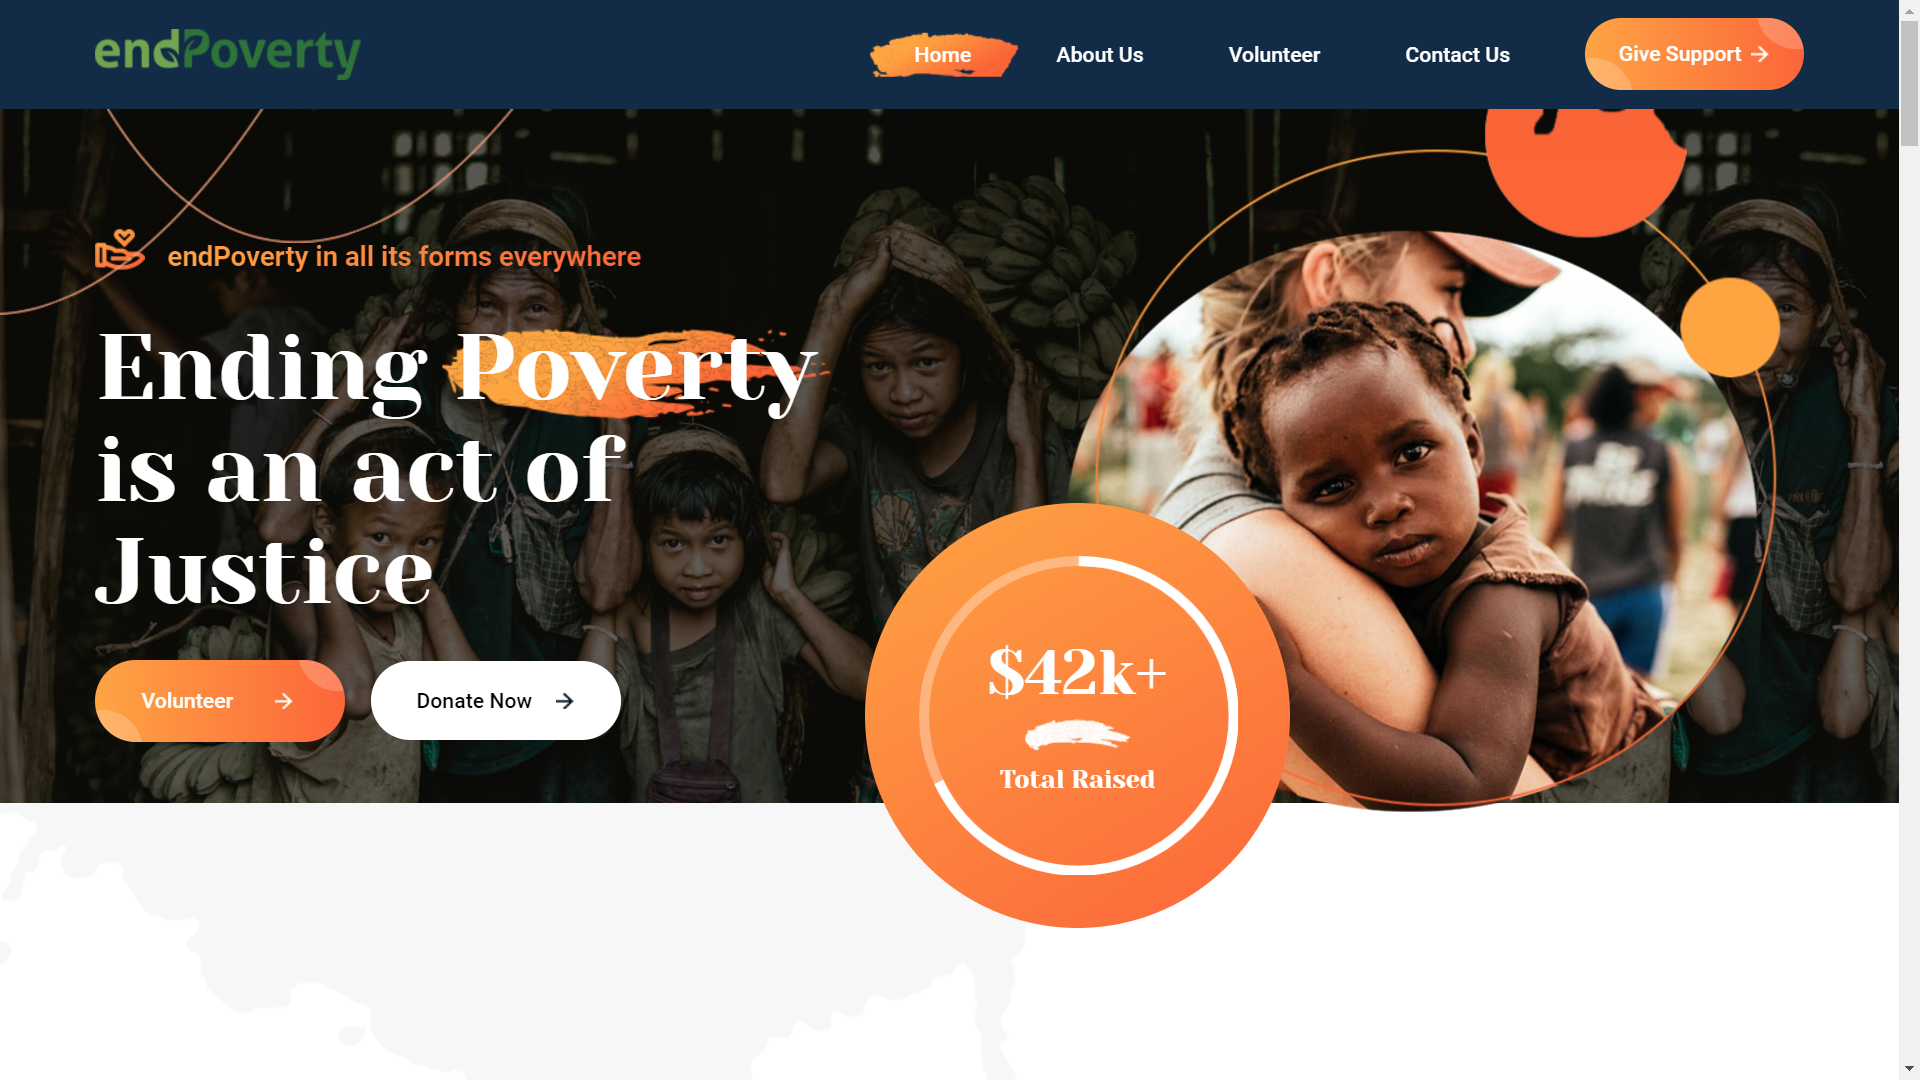 endPoverty
Home
About Us
Volunteer
Contact Us
Give Support
endPoverty in all its forms everywhere
Ending Poverty
is an act of
Justice
Volunteer
Donate Now
$42k+
Total Raised